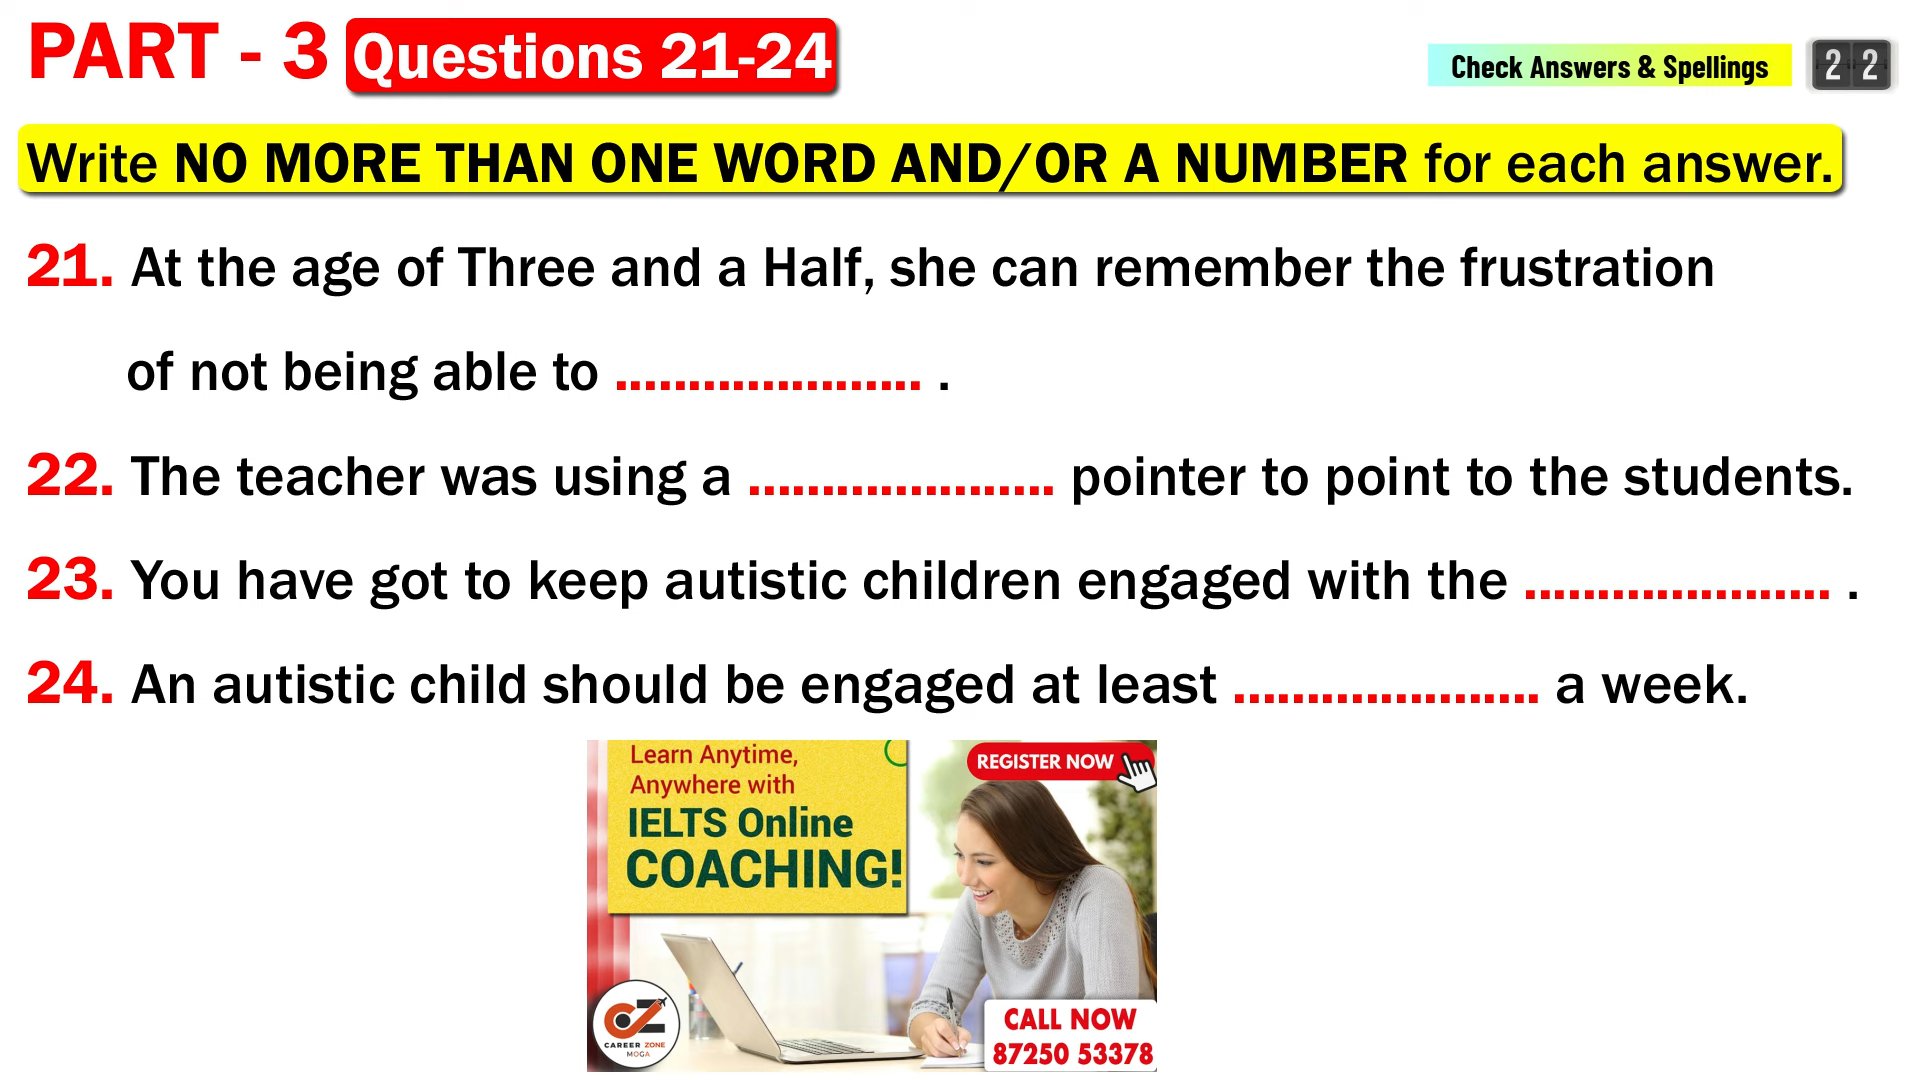 PART - 3 Questions 21-24
Check Answers & Spellings 22
Write NO MORE THAN ONE WORD AND/OR A NUMBER for each answer.
21. At the age of Three and a Half, she can remember the frustration
of not being able to ..................... .
22. The teacher was using a ..................... pointer to point to the students.
23. You have got to keep autistic children engaged with the ..................... .
24. An autistic child should be engaged at least ..................... a week.
Learn Anytime,
Anywhere with
IELTS Online
COACHING!
REGISTER NOW
CZ
CAREER ZONE
MOGA
CALL NOW
87250 53378